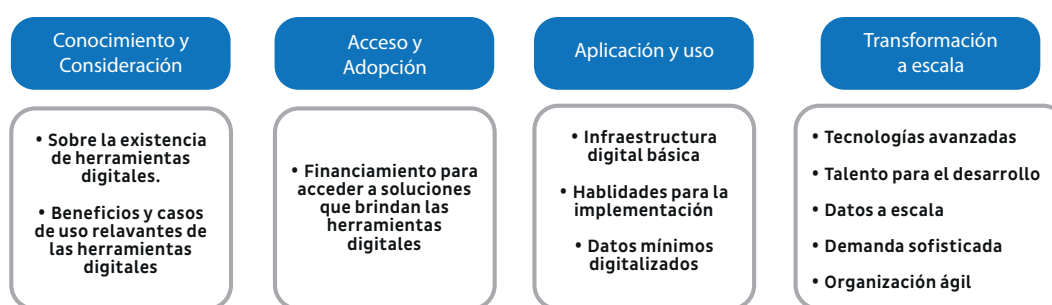 Conocimiento y
Consideración
Acceso y
Adopción
Aplicación y uso
Transformación
a escala
• Sobre la existencia
de herramientas
digitales.
• Beneficios y casos
de uso relavantes de
las herramientas
digitales
• Financiamiento para
acceder a soluciones
que brindan las
herramientas
digitales
• Infraestructura
digital básica
• Hablidades para la
implementación
• Datos mínimos
digitalizados
• Tecnologías avanzadas
• Talento para el desarrollo
• Datos a escala
• Demanda sofisticada
• Organización ágil